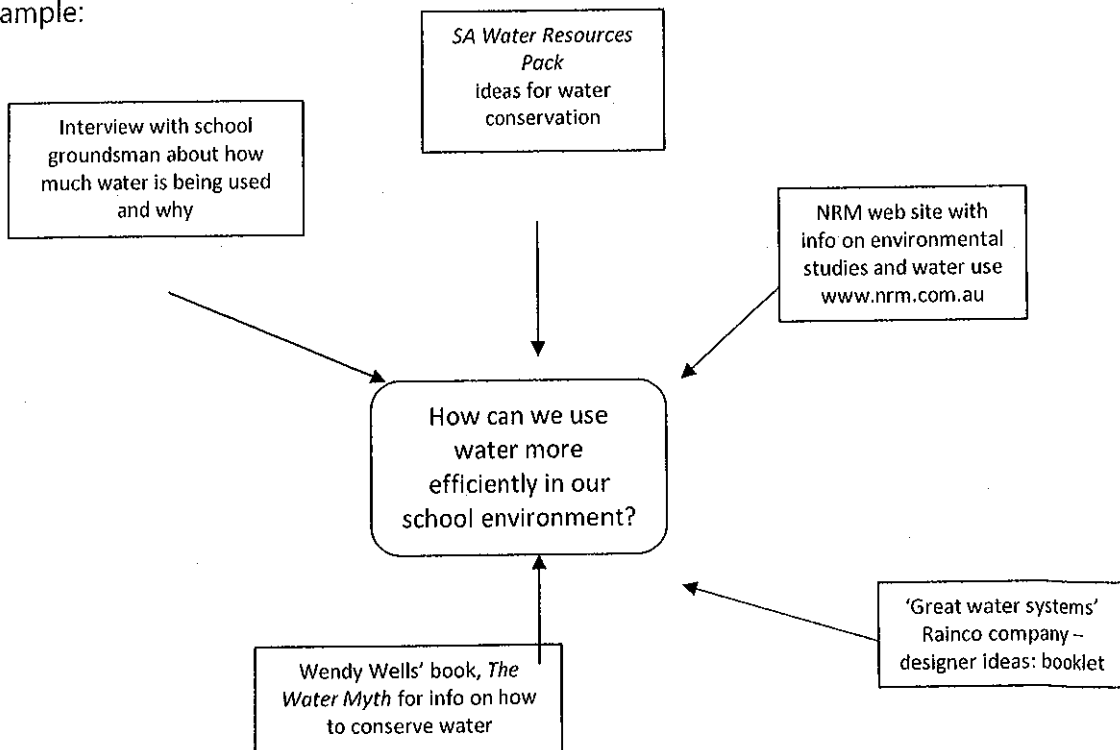 ample:
SA Water Resources
Pack
ideas for water
conservation
Interview with school
groundsman about how
much water is being used
and why
NRM web site with
info on environmental
studies and water use
www.nrm.com.au
How can we use
water more
efficiently in our
school environment?
'Great water systems'
Rainco company –
designer ideas: booklet
Wendy Wells' book, The
Water Myth for info on how
to conserve water